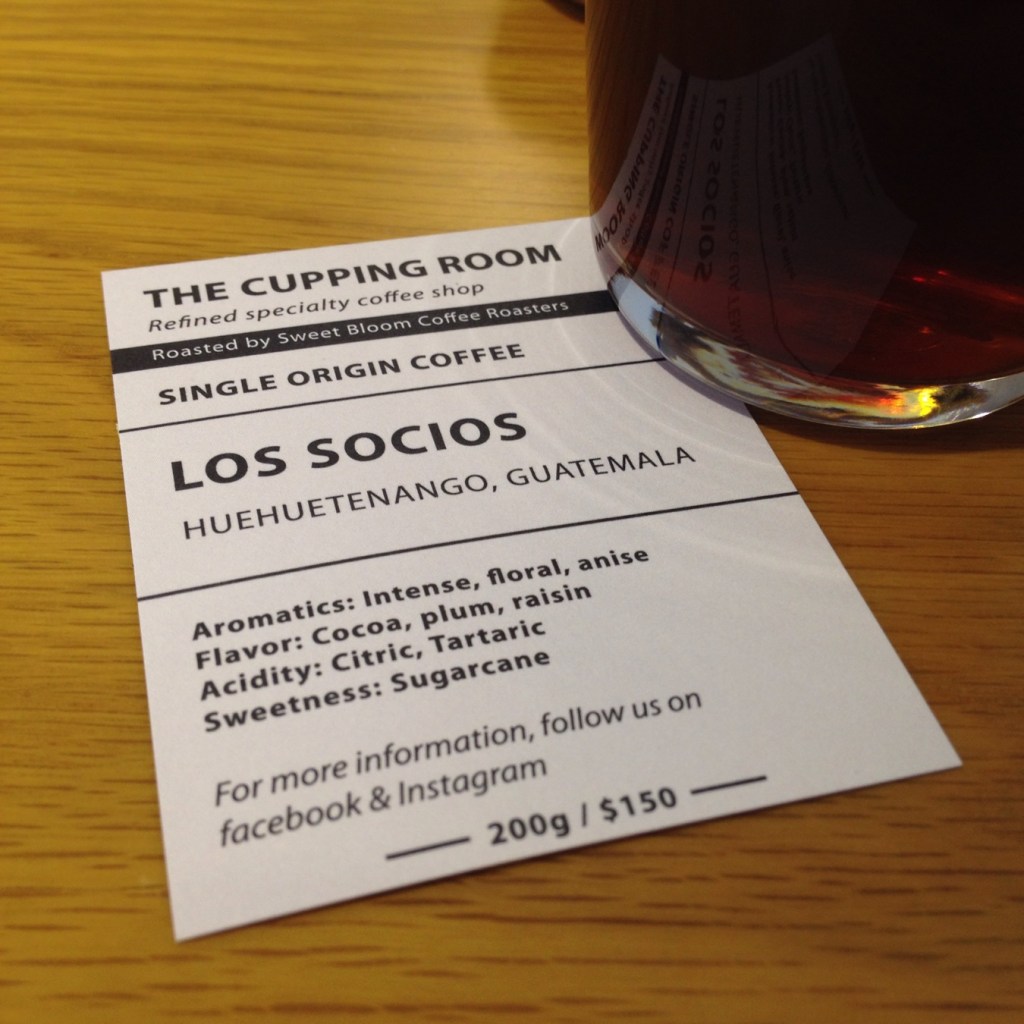 THE CUPPING ROOM
Refined specialty coffee shop
Roasted by Sweet Bloom Coffee Roasters
SINGLE ORIGIN COFFEE
LOS SOCIOS
HUEHUETENANGO, GUATEMALA
Aromatics: Intense, floral, anise
Flavor: Cocoa, plum, raisin
Acidity: Citric, Tartaric
Sweetness: Sugarcane
For more information, follow us on
facebook & Instagram
200g / $150